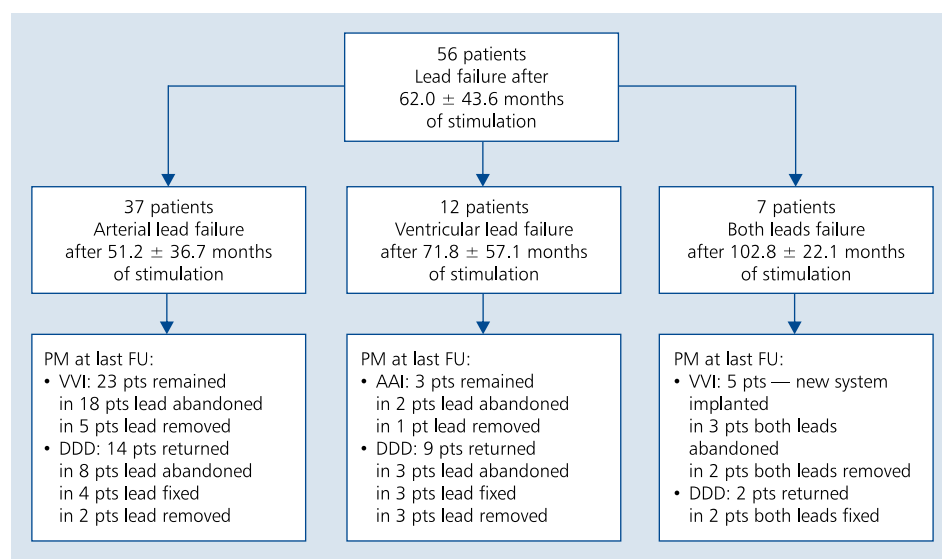 56 patients
Lead failure after
62.0 ± 43.6 months
of stimulation
37 patients
Arterial lead failure
after 51.2 ± 36.7 months
of stimulation
12 patients
Ventricular lead failure
after 71.8 ± 57.1 months
of stimulation
7 patients
Both leads failure
after 102.8 ± 22.1 months
of stimulation
PM at last FU:
• VVI: 23 pts remained
in 18 pts lead abandoned
in 5 pts lead removed
• DDD: 14 pts returned
in 8 pts lead abandoned
in 4 pts lead fixed
in 2 pts lead removed
PM at last FU:
• AAI: 3 pts remained
in 2 pts lead abandoned
in 1 pt lead removed
• DDD: 9 pts returned
in 3 pts lead abandoned
in 3 pts lead fixed
in 3 pts lead removed
PM at last FU:
• VVI: 5 pts — new system
implanted
in 3 pts both leads
abandoned
in 2 pts both leads removed
• DDD: 2 pts returned
in 2 pts both leads fixed